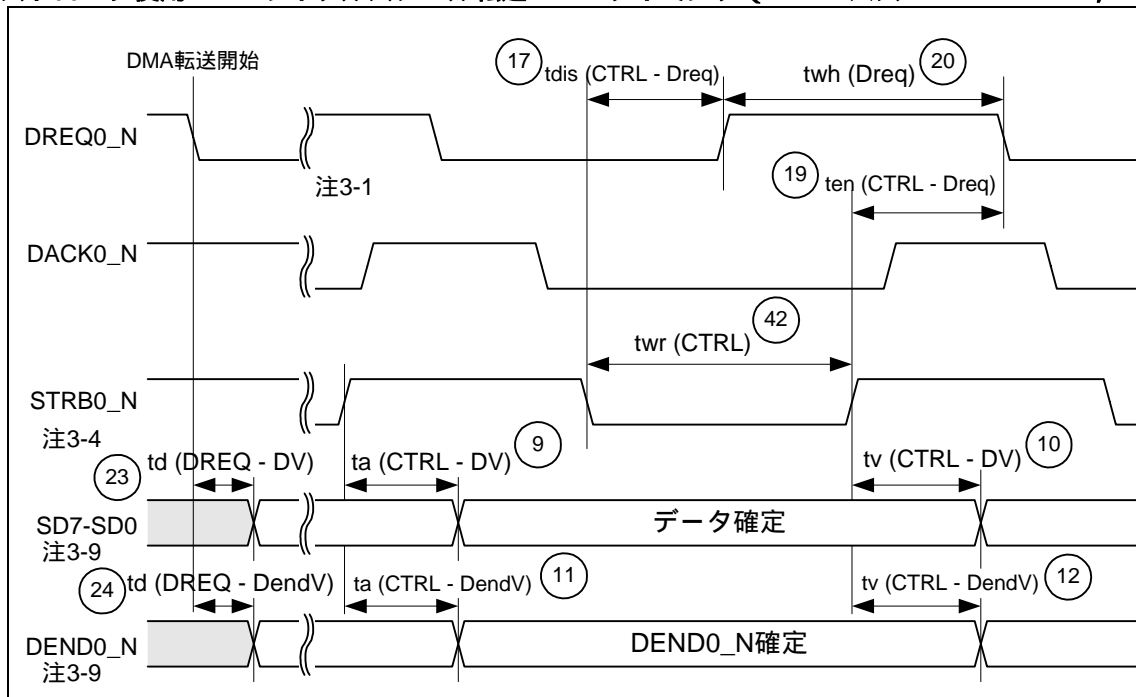 DMA転送開始
17 tdis (CTRL - Dreq)
twh (Dreq) 20
DREQ0_N
注3-1
19 ten (CTRL - Dreq)
DACK0_N
42
twr (CTRL)
STRB0_N
注3-4
23 td (DREQ - DV)
ta (CTRL - DV) 9
tv (CTRL - DV) 10
SD7-SD0
注3-9
データ確定
24 td (DREQ - DendV)
ta (CTRL - DendV) 11
tv (CTRL - DendV) 12
DEND0_N
注3-9
DEND0_N確定